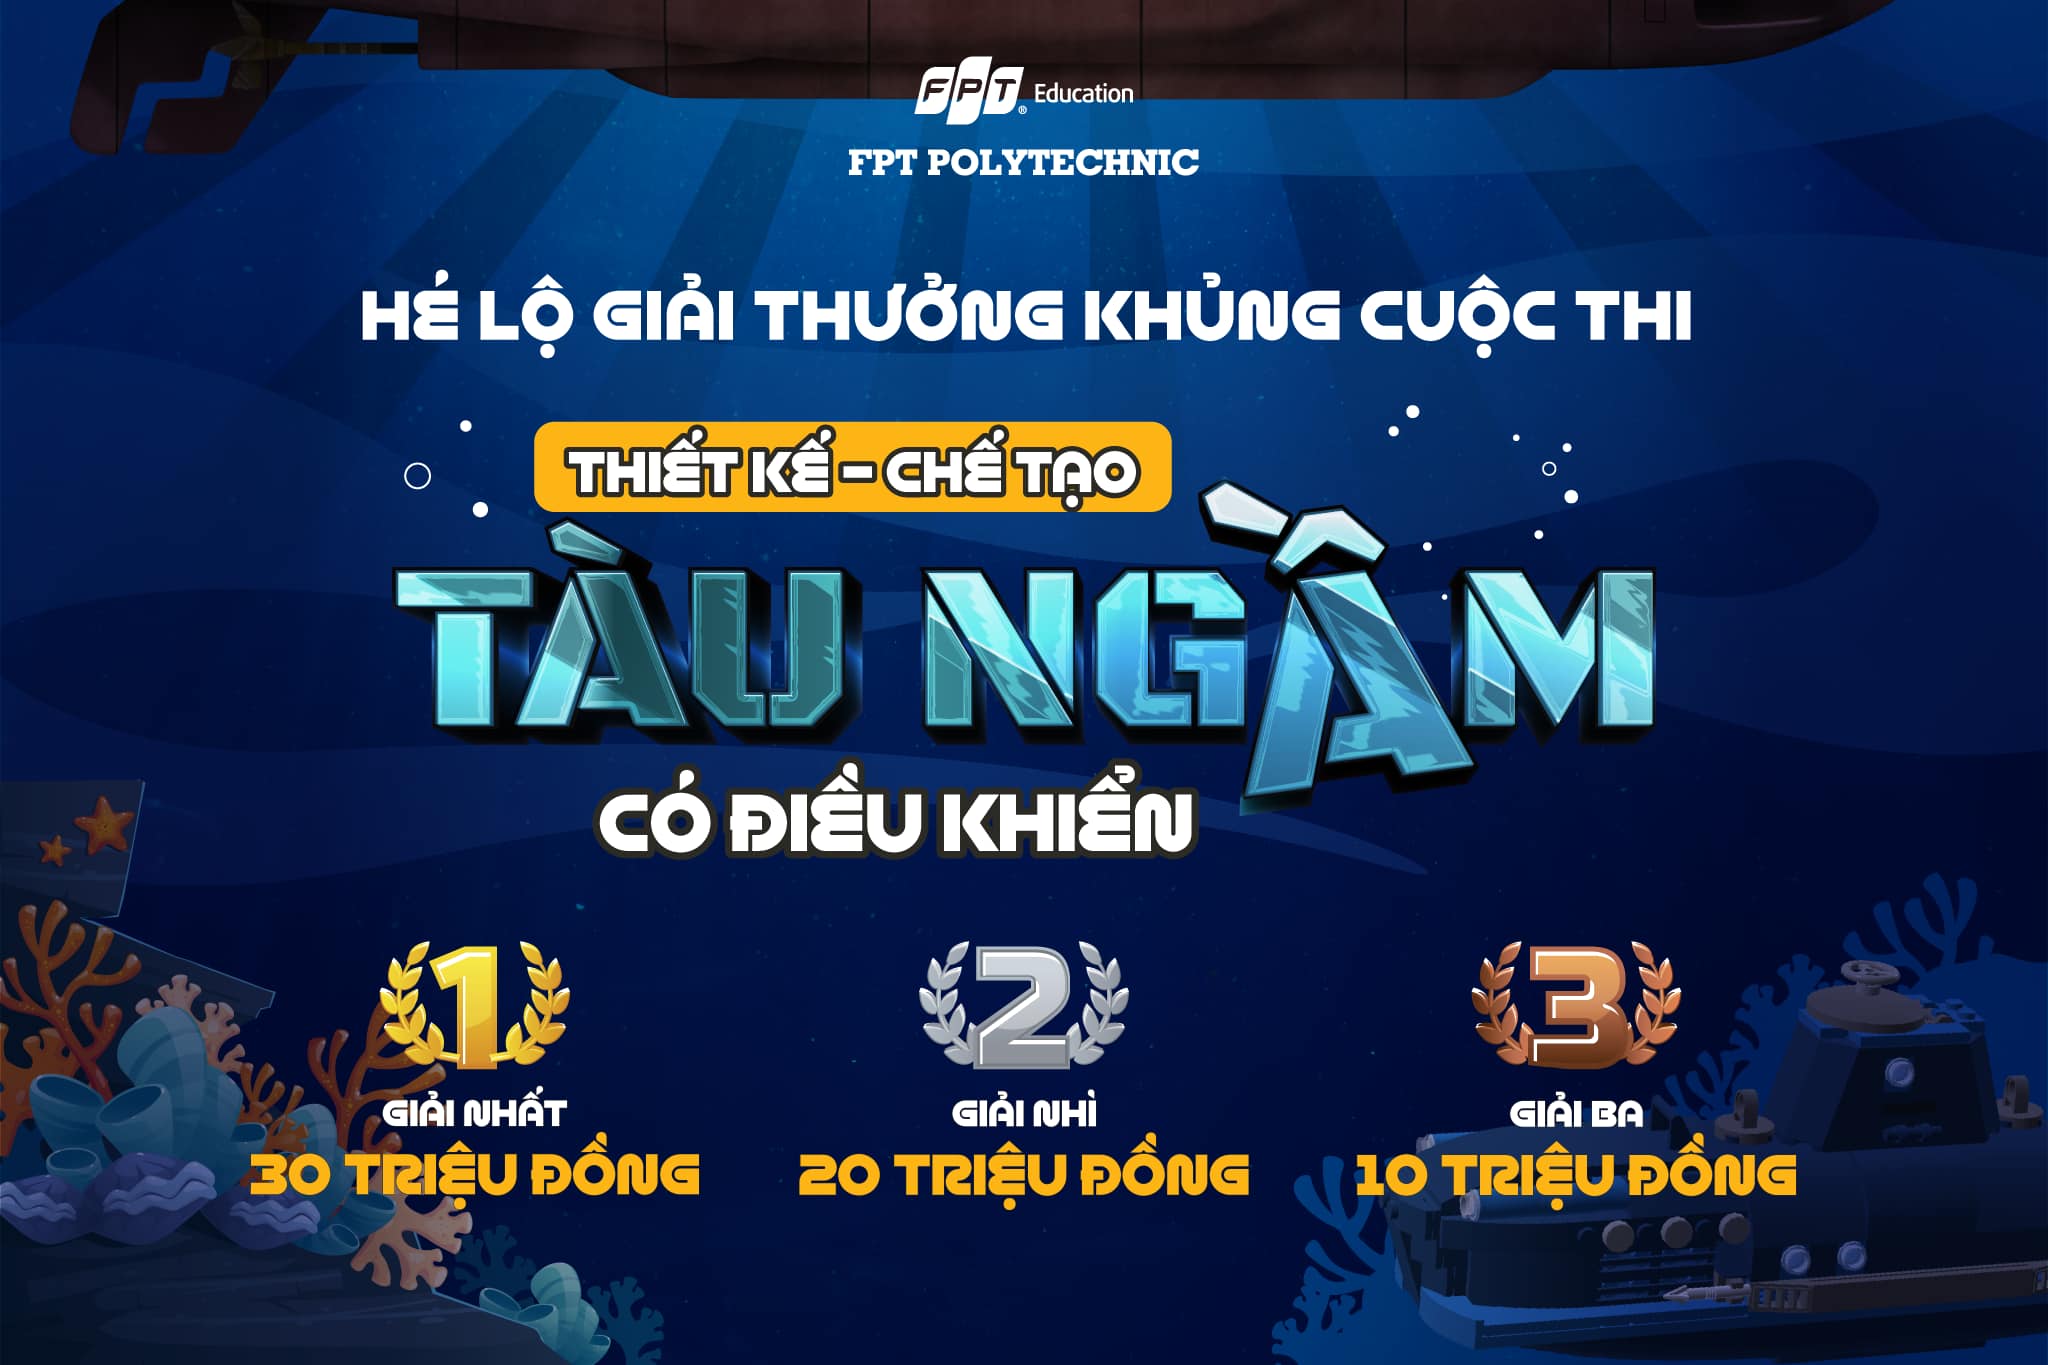 FPT® Education
FPT POLYTECHNIC
HÉ LỘ GIẢI THƯỞNG KHỦNG CUỘC THI
THIẾT KẾ - CHẾ TẠO
TÀU NGẦM
CÓ ĐIỀU KHIỂN
1 2 3
GIẢI NHẤT GIẢI NHÌ GIẢI BA
30 TRIỆU ĐỒNG 20 TRIỆU ĐỒNG 10 TRIỆU ĐỒNG